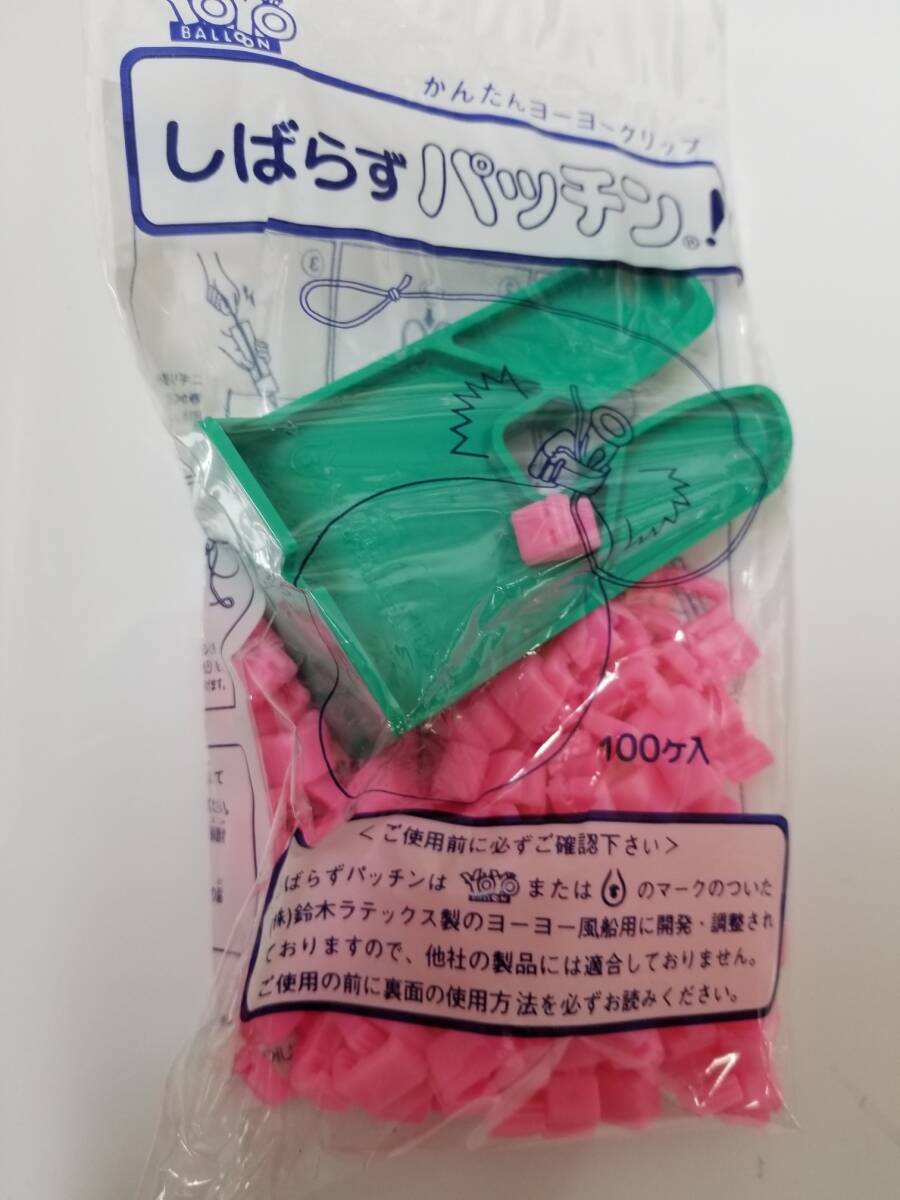 YOYO
BALLOON
かんたんヨーヨークリップ
しばらずパッチン®!
③
100ケ入
<ご使用前に必ずご確認下さい>
ばらずパッチンは YOYO BALLOON または のマークのついた
(株)鈴木ラテックス製のヨーヨー風船用に開発・調整され
ておりますので、他社の製品には適合しておりません。
ご使用の前に裏面の使用方法を必ずお読みください。